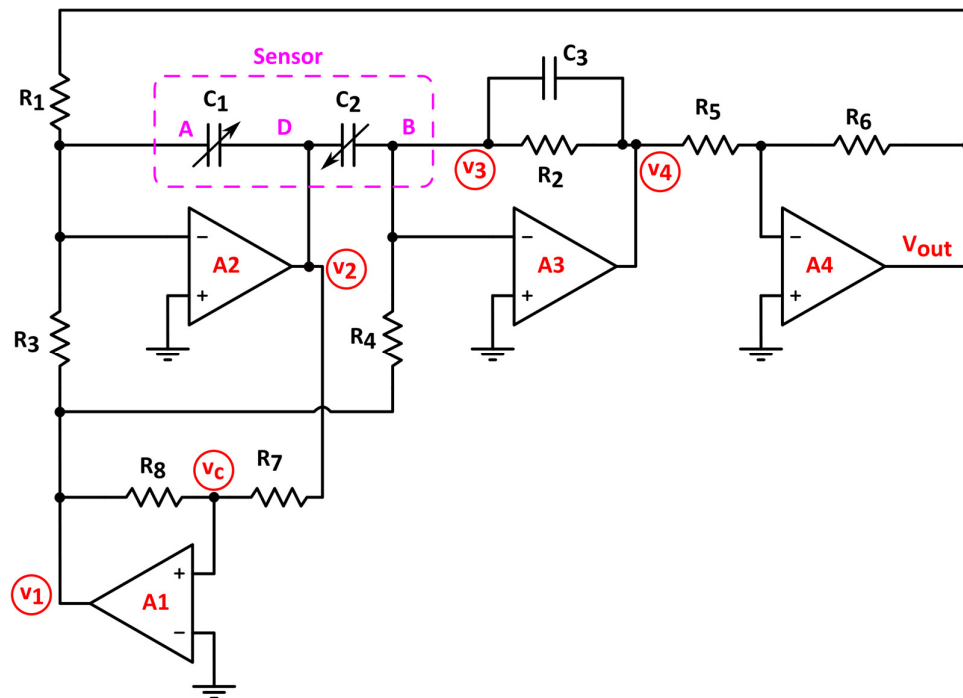 Sensor
C3
R1
C1
C2
R5
R6
A
D
B
v3
R2
v4
−
−
−
A2
A3
A4
Vout
v2
+
+
+
R3
R4
R8
vc
R7
+
v1
A1
−